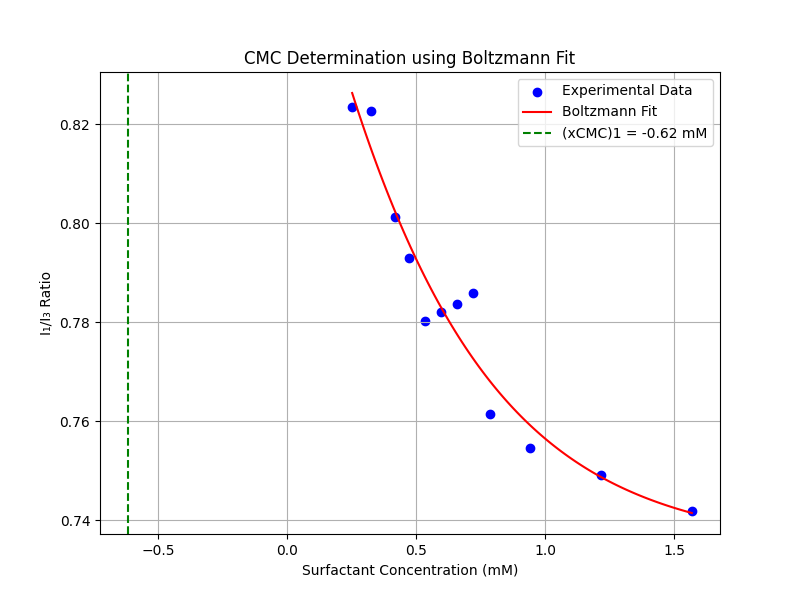 CMC Determination using Boltzmann Fit
Experimental Data
Boltzmann Fit
(xCMC)1 = -0.62 mM
I₁/I₃ Ratio
0.82
0.80
0.78
0.76
0.74
−0.5
0.0
0.5
1.0
1.5
Surfactant Concentration (mM)